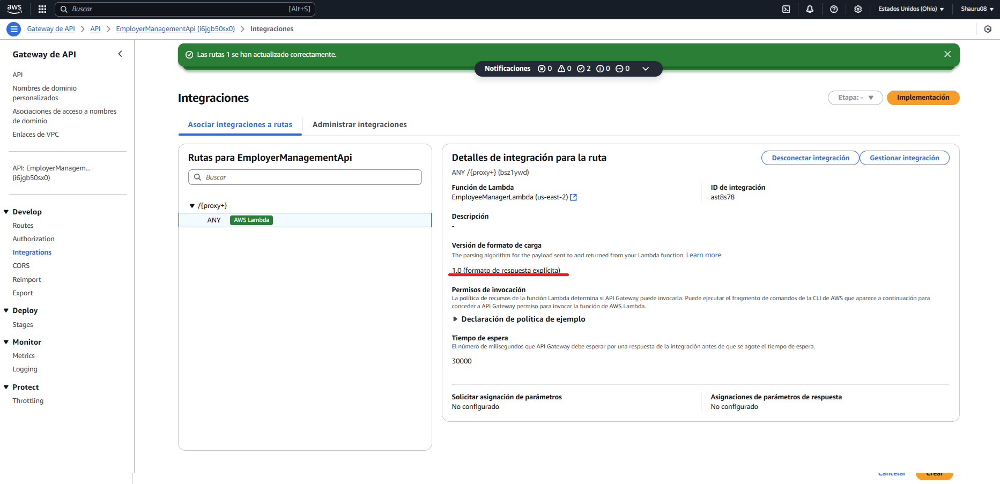 aws
Buscar
[Alt+S]
Estados Unidos (Ohio)
Shauru08
Gateway de API
API
EmployerManagementApi (i6jgb50sx0)
Integraciones
Gateway de API
API
Nombres de dominio
personalizados
Asociaciones de acceso a nombres
de dominio
Enlaces de VPC
API: EmployerManagem...
(i6jgb50sx0)
Develop
Routes
Authorization
Integrations
CORS
Reimport
Export
Deploy
Stages
Monitor
Metrics
Logging
Protect
Throttling
Las rutas 1 se han actualizado correctamente.
Notificaciones 0 0 2 0 0
Integraciones
Etapa: -
Implementación
Asociar integraciones a rutas
Administrar integraciones
Rutas para EmployerManagementApi
Buscar
/{proxy+}
ANY AWS Lambda
Detalles de integración para la ruta
Desconectar integración
Gestionar integración
ANY /{proxy+} (bsz1ywd)
Función de Lambda
EmployeeManagerLambda (us-east-2)
ID de integración
ast8s78
Descripción
-
Versión de formato de carga
The parsing algorithm for the payload sent to and returned from your Lambda function. Learn more
1.0 (formato de respuesta explícita)
Permisos de invocación
La política de recursos de la función Lambda determina si API Gateway puede invocarla. Puede ejecutar el fragmento de comandos de la CLI de AWS que aparece a continuación para
conceder a API Gateway permiso para invocar la función de AWS Lambda.
Declaración de política de ejemplo
Tiempo de espera
El número de milisegundos que API Gateway debe esperar por una respuesta de la integración antes de que se agote el tiempo de espera.
30000
Solicitar asignación de parámetros
No configurado
Asignaciones de parámetros de respuesta
No configurado
Cancelar
Crear